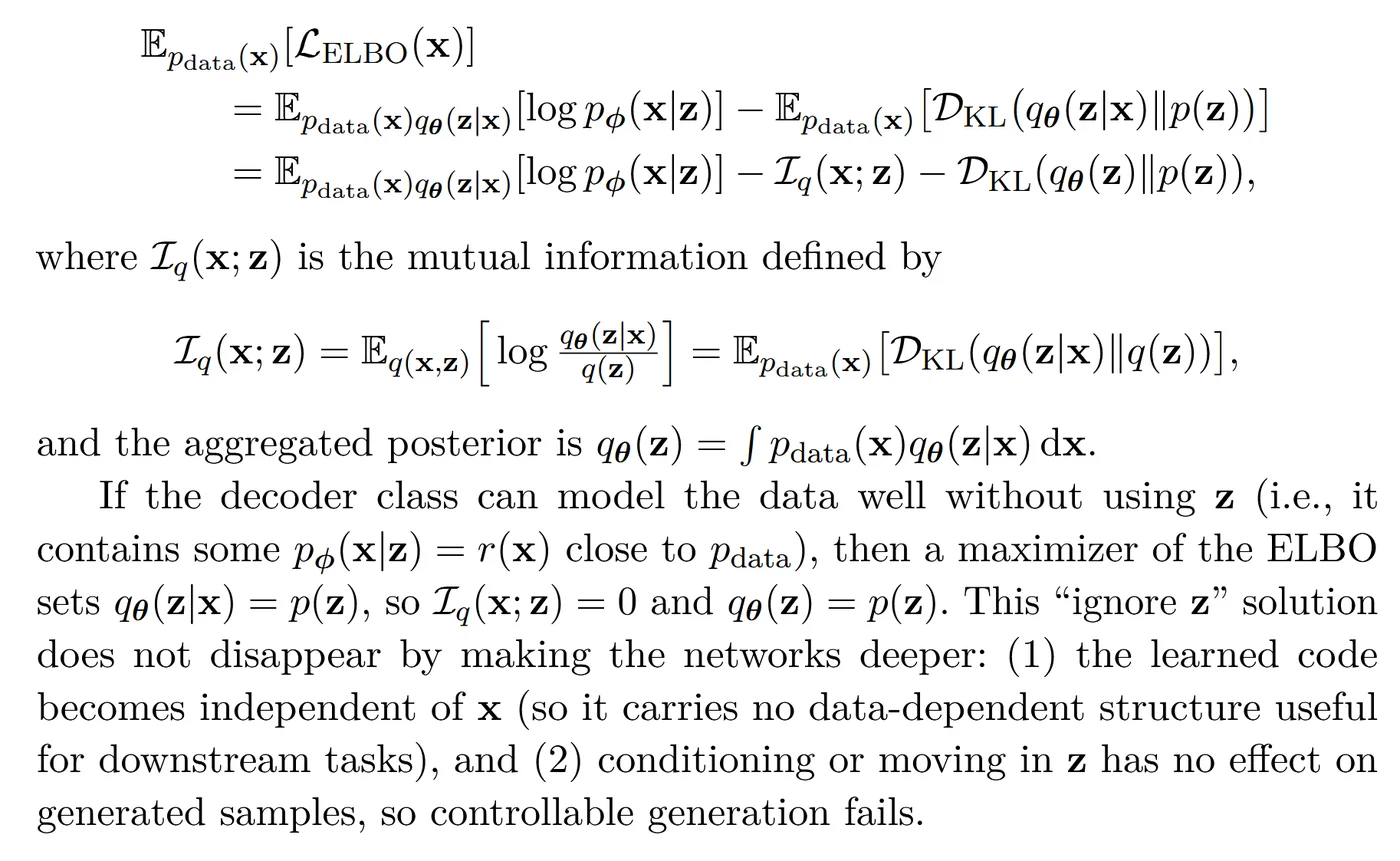 𝔼_{p_data(𝐱)}[ℒ_ELBO(𝐱)]
= 𝔼_{p_data(𝐱)q_𝜽(𝐳|𝐱)}[log p_𝝓(𝐱|𝐳)] − 𝔼_{p_data(𝐱)}[𝒟_KL(q_𝜽(𝐳|𝐱)‖p(𝐳))]
= 𝔼_{p_data(𝐱)q_𝜽(𝐳|𝐱)}[log p_𝝓(𝐱|𝐳)] − ℐ_q(𝐱; 𝐳) − 𝒟_KL(q_𝜽(𝐳)‖p(𝐳)),
where ℐ_q(𝐱; 𝐳) is the mutual information defined by
ℐ_q(𝐱; 𝐳) = 𝔼_{q(𝐱,𝐳)}[log q_𝜽(𝐳|𝐱)/q(𝐳)] = 𝔼_{p_data(𝐱)}[𝒟_KL(q_𝜽(𝐳|𝐱)‖q(𝐳))],
and the aggregated posterior is q_𝜽(𝐳) = ∫ p_data(𝐱)q_𝜽(𝐳|𝐱) d𝐱.
If the decoder class can model the data well without using 𝐳 (i.e., it
contains some p_𝝓(𝐱|𝐳) = r(𝐱) close to p_data), then a maximizer of the ELBO
sets q_𝜽(𝐳|𝐱) = p(𝐳), so ℐ_q(𝐱; 𝐳) = 0 and q_𝜽(𝐳) = p(𝐳). This “ignore 𝐳” solution
does not disappear by making the networks deeper: (1) the learned code
becomes independent of 𝐱 (so it carries no data-dependent structure useful
for downstream tasks), and (2) conditioning or moving in 𝐳 has no effect on
generated samples, so controllable generation fails.